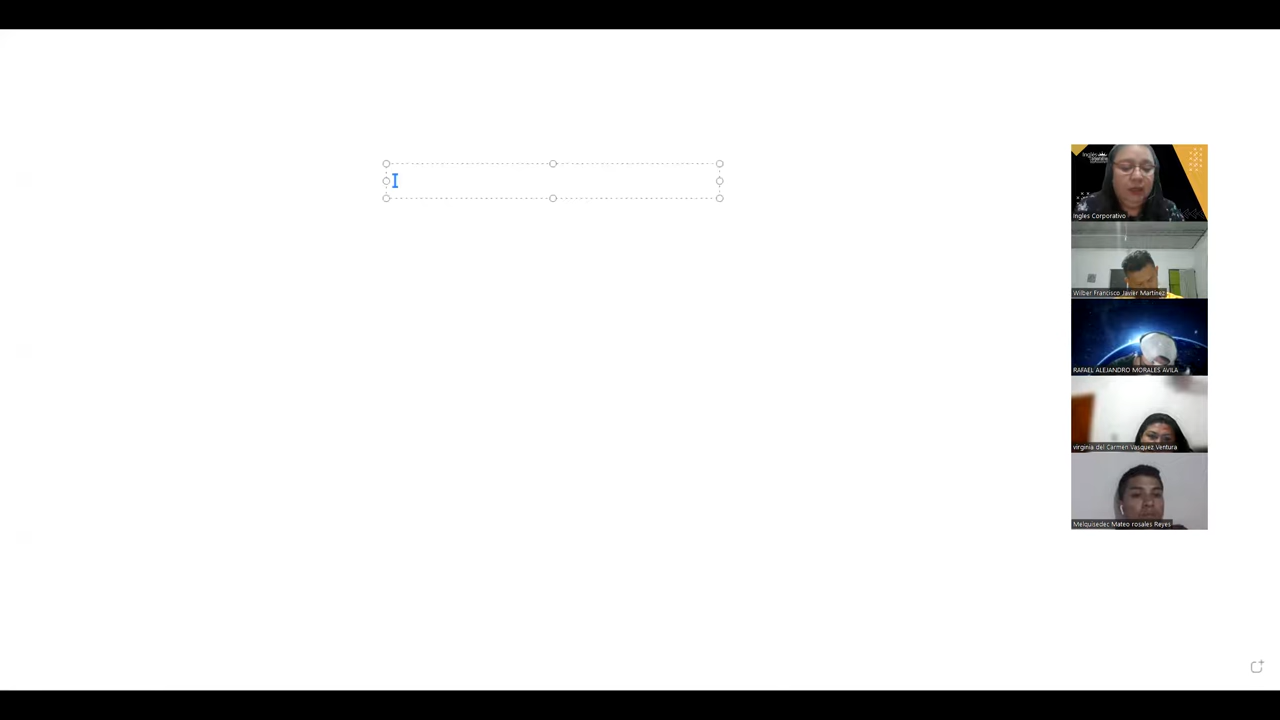 I
Inglés
Ingles Corporativo
Wilber Francisco Javier Martinez
RAFAEL ALEJANDRO MORALES AVILA
virginia del Carmen Vasquez Ventura
Melquisedec Mateo rosales Reyes